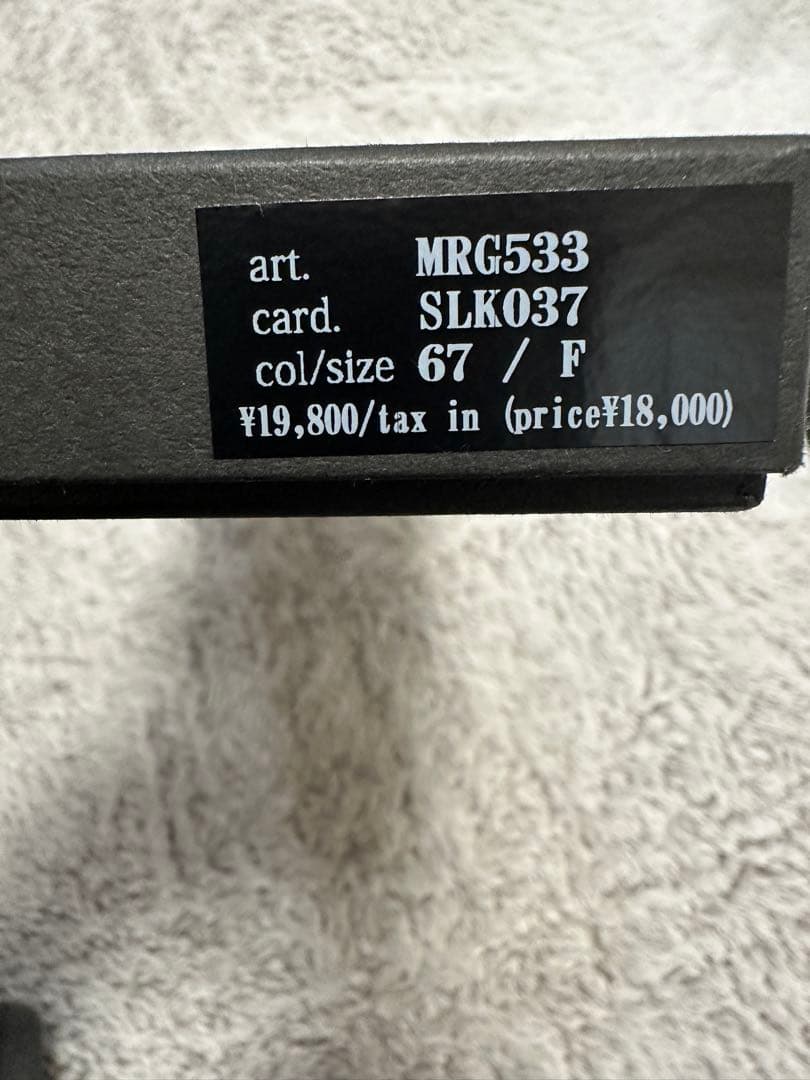 art. MRG533
card. SLK037
col/size 67 / F
¥19,800/tax in (price¥18,000)